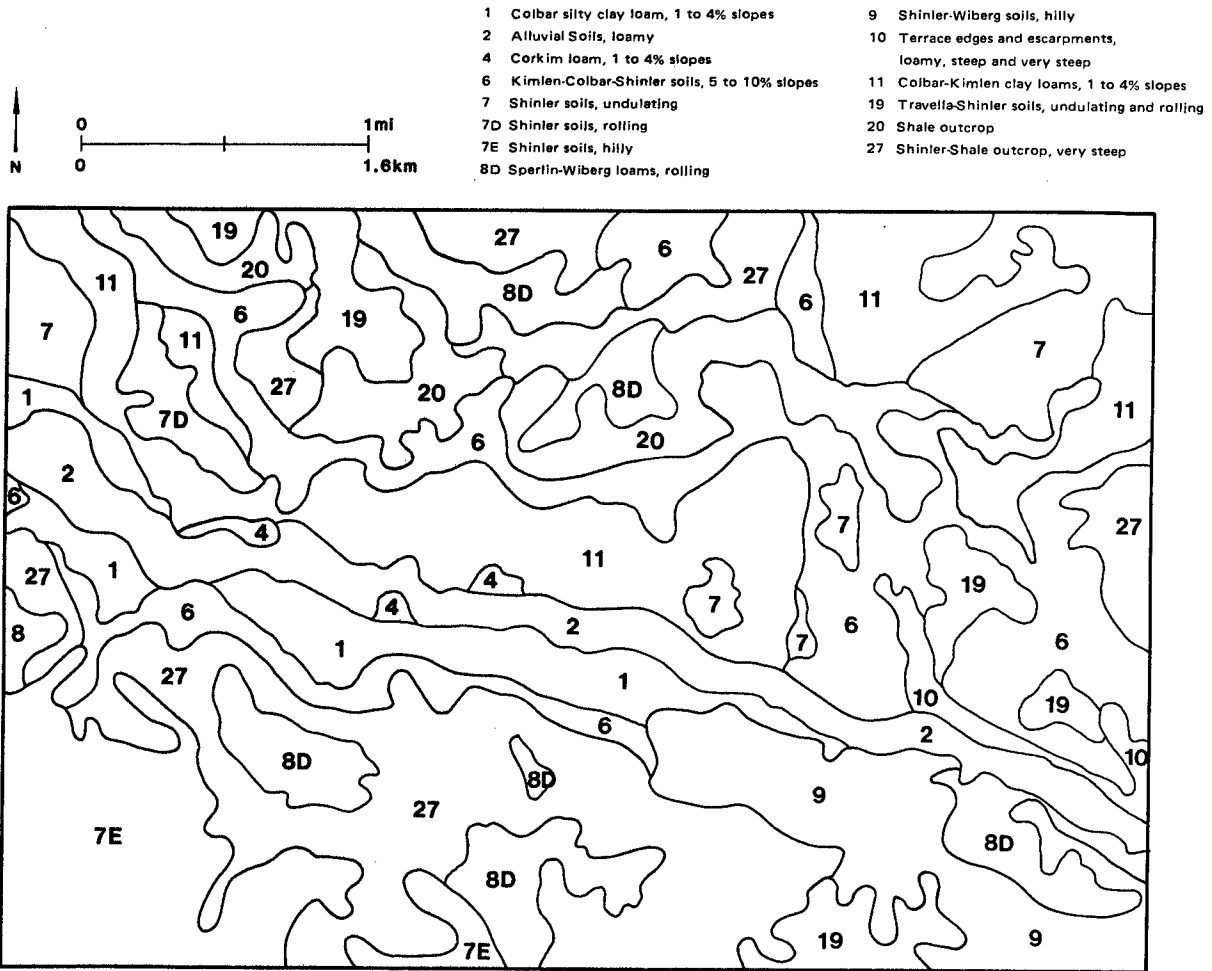 1 Colbar silty clay loam, 1 to 4% slopes
2 Alluvial Soils, loamy
4 Corkim loam, 1 to 4% slopes
6 Kimlen-Colbar-Shinler soils, 5 to 10% slopes
7 Shinler soils, undulating
7D Shinler soils, rolling
7E Shinler soils, hilly
8D Sperlin-Wiberg loams, rolling
9 Shinler-Wiberg soils, hilly
10 Terrace edges and escarpments,
loamy, steep and very steep
11 Colbar-Kimlen clay loams, 1 to 4% slopes
19 Travella-Shinler soils, undulating and rolling
20 Shale outcrop
27 Shinler-Shale outcrop, very steep
N
0 1mi
0 1.6km
19 27 6
20 27
11 8D 6 11
6
7 11 19 7
27 20 8D
1 7D 11
6 20
2
6 7 27
4 11
27 1 4 19
4 7
8 6 2 7 6 6
1
27 1 10 19
6 2
8D 8D 10
27 9
7E 8D
8D
7E 19 9